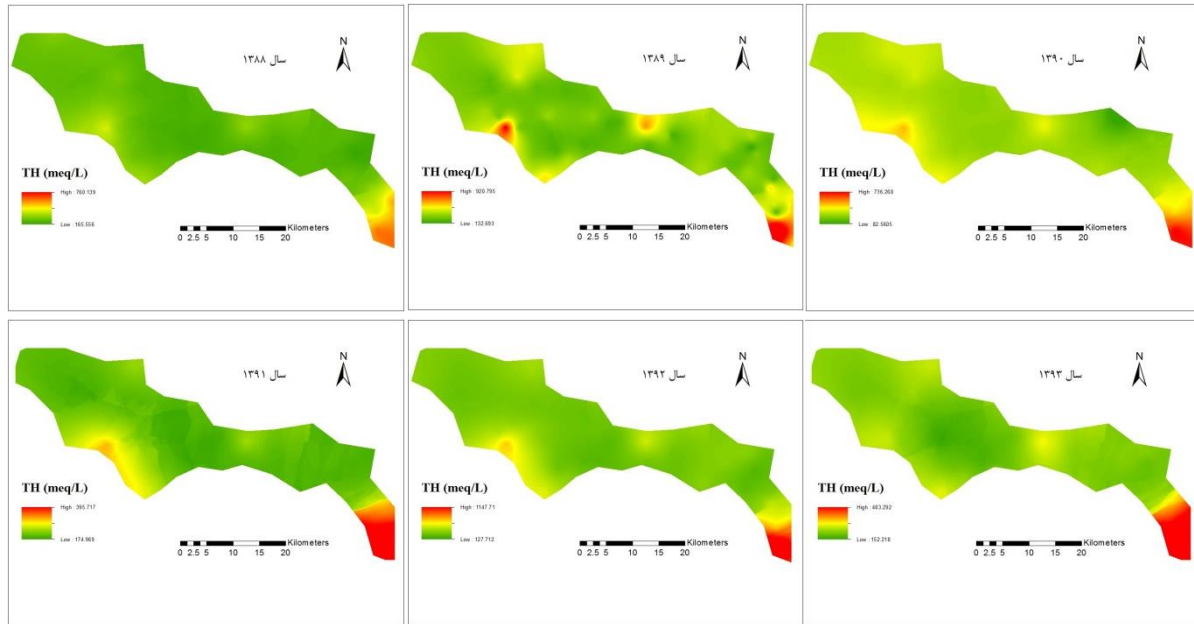 سال ۱۳۸۸
N
TH (meq/L)
High : 760.139
Low : 165.556
Kilometers
0 2.5 5 10 15 20
سال ۱۳۸۹
N
TH (meq/L)
High : 920.795
Low : 132.893
Kilometers
0 2.5 5 10 15 20
سال ۱۳۹۰
N
TH (meq/L)
High : 736.268
Low : 82.5805
Kilometers
0 2.5 5 10 15 20
سال ۱۳۹۱
N
TH (meq/L)
High : 395.717
Low : 174.969
Kilometers
0 2.5 5 10 15 20
سال ۱۳۹۲
N
TH (meq/L)
High : 1147.71
Low : 127.712
Kilometers
0 2.5 5 10 15 20
سال ۱۳۹۳
N
TH (meq/L)
High : 483.292
Low : 152.218
Kilometers
0 2.5 5 10 15 20